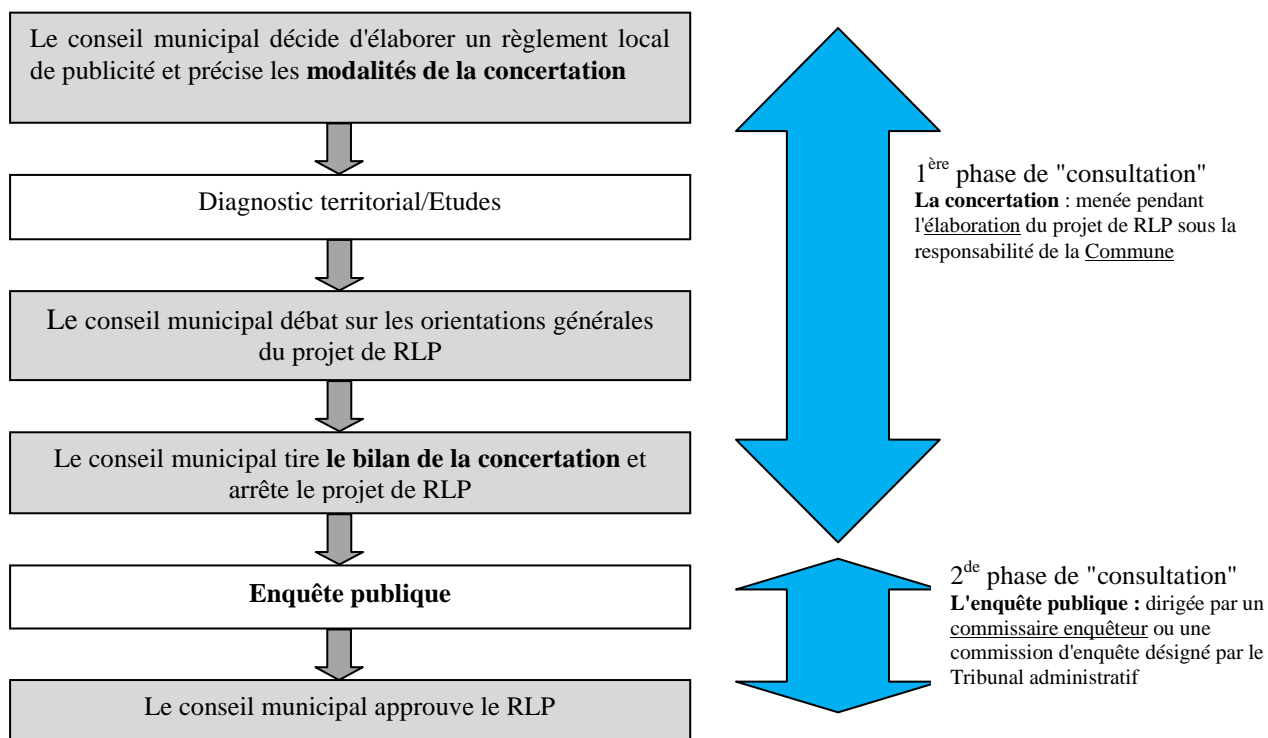 Le conseil municipal décide d'élaborer un règlement local
de publicité et précise les modalités de la concertation
Diagnostic territorial/Etudes
Le conseil municipal débat sur les orientations générales
du projet de RLP
Le conseil municipal tire le bilan de la concertation et
arrête le projet de RLP
Enquête publique
Le conseil municipal approuve le RLP
1ère phase de "consultation"
La concertation : menée pendant
l'élaboration du projet de RLP sous la
responsabilité de la Commune
2de phase de "consultation"
L'enquête publique : dirigée par un
commissaire enquêteur ou une
commission d'enquête désigné par le
Tribunal administratif